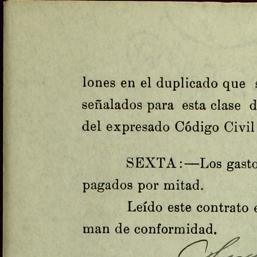 lones en el duplicado que
señalados para esta clase
del expresado Código Civil
SEXTA:—Los
pagados por mitad.
Leído este contrato
man de conformidad.